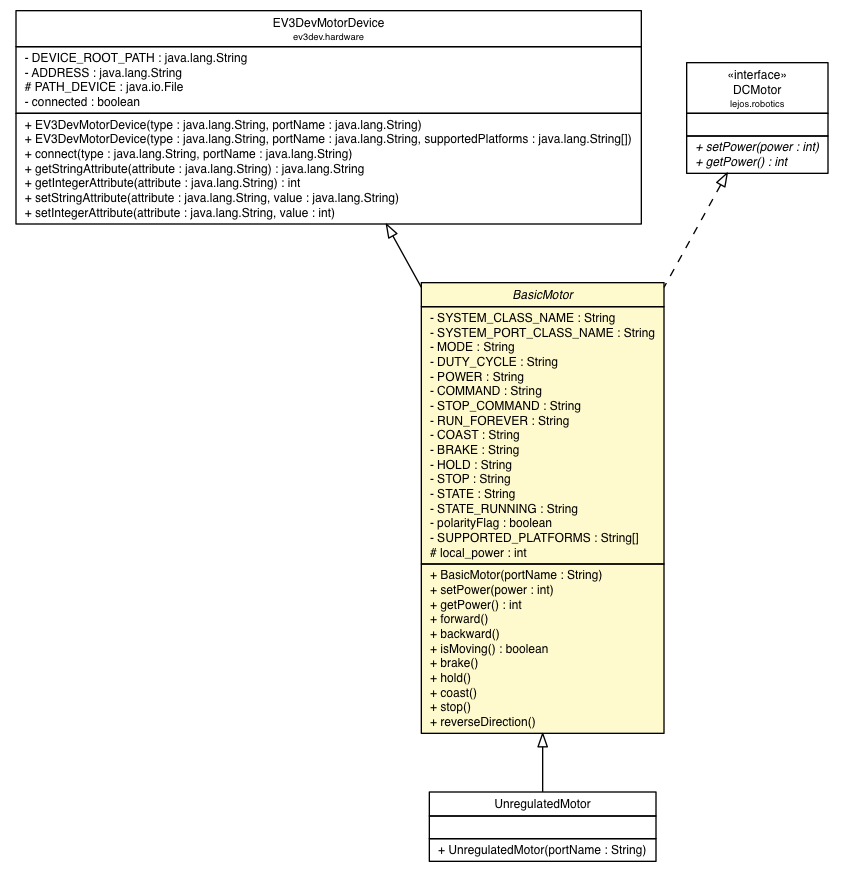 EV3DevMotorDevice
ev3dev.hardware
- DEVICE_ROOT_PATH : java.lang.String
- ADDRESS : java.lang.String
# PATH_DEVICE : java.io.File
- connected : boolean
+ EV3DevMotorDevice(type : java.lang.String, portName : java.lang.String)
+ EV3DevMotorDevice(type : java.lang.String, portName : java.lang.String, supportedPlatforms : java.lang.String[])
+ connect(type : java.lang.String, portName : java.lang.String)
+ getStringAttribute(attribute : java.lang.String) : java.lang.String
+ getIntegerAttribute(attribute : java.lang.String) : int
+ setStringAttribute(attribute : java.lang.String, value : java.lang.String)
+ setIntegerAttribute(attribute : java.lang.String, value : int)
«interface»
DCMotor
lejos.robotics
+ setPower(power : int)
+ getPower() : int
BasicMotor
- SYSTEM_CLASS_NAME : String
- SYSTEM_PORT_CLASS_NAME : String
- MODE : String
- DUTY_CYCLE : String
- POWER : String
- COMMAND : String
- STOP_COMMAND : String
- RUN_FOREVER : String
- COAST : String
- BRAKE : String
- HOLD : String
- STOP : String
- STATE : String
- STATE_RUNNING : String
- polarityFlag : boolean
- SUPPORTED_PLATFORMS : String[]
# local_power : int
+ BasicMotor(portName : String)
+ setPower(power : int)
+ getPower() : int
+ forward()
+ backward()
+ isMoving() : boolean
+ brake()
+ hold()
+ coast()
+ stop()
+ reverseDirection()
UnregulatedMotor
+ UnregulatedMotor(portName : String)